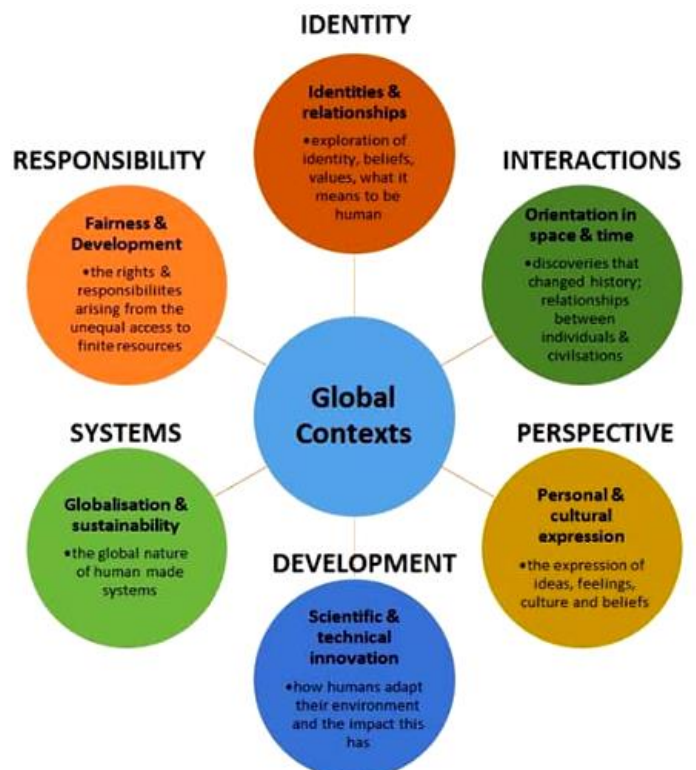 IDENTITY
Identities &
relationships
•exploration of
identity, beliefs,
values, what it
means to be
human
RESPONSIBILITY
Fairness &
Development
•the rights &
responsibiliites
arising from the
unequal access to
finite resources
INTERACTIONS
Orientation in
space & time
•discoveries that
changed history;
relationships
between
individuals &
civilsations
Global
Contexts
SYSTEMS
Globalisation &
sustainability
•the global nature
of human made
systems
PERSPECTIVE
Personal &
cultural
expression
•the expression of
ideas, feelings,
culture and beliefs
DEVELOPMENT
Scientific &
technical
innovation
•how humans adapt
their environment
and the impact this
has